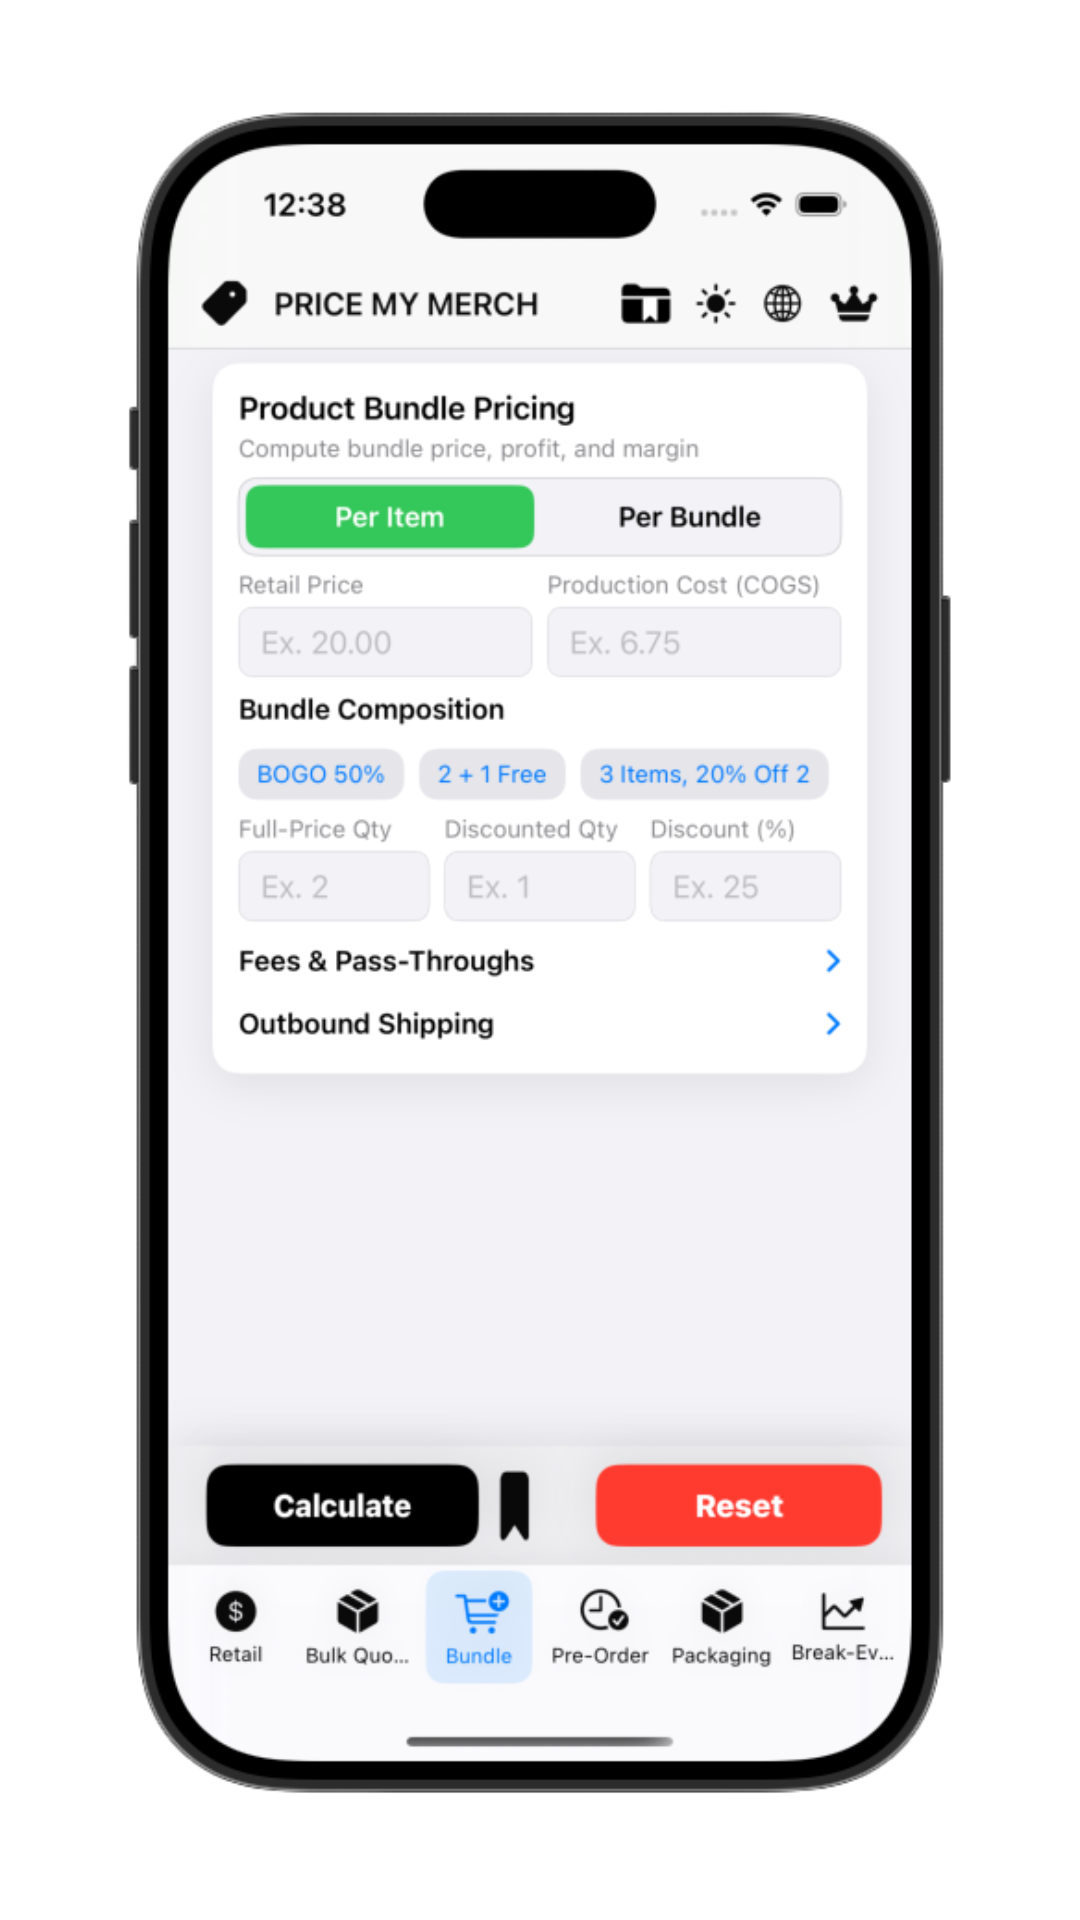 12:38
PRICE MY MERCH
Product Bundle Pricing
Compute bundle price, profit, and margin
Per Item Per Bundle
Retail Price Production Cost (COGS)
Ex. 20.00 Ex. 6.75
Bundle Composition
BOGO 50% 2 + 1 Free 3 Items, 20% Off 2
Full-Price Qty Discounted Qty Discount (%)
Ex. 2 Ex. 1 Ex. 25
Fees & Pass-Throughs
Outbound Shipping
Calculate Reset
$
Retail Bulk Quo... Bundle Pre-Order Packaging Break-Ev...